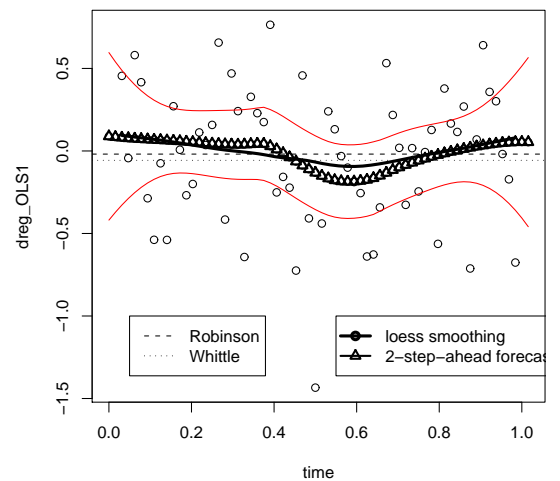 0.5
0.0
−0.5
−1.0
−1.5
dreg_OLS1
Robinson
Whittle
loess smoothing
2−step−ahead forecas
0.0 0.2 0.4 0.6 0.8 1.0
time